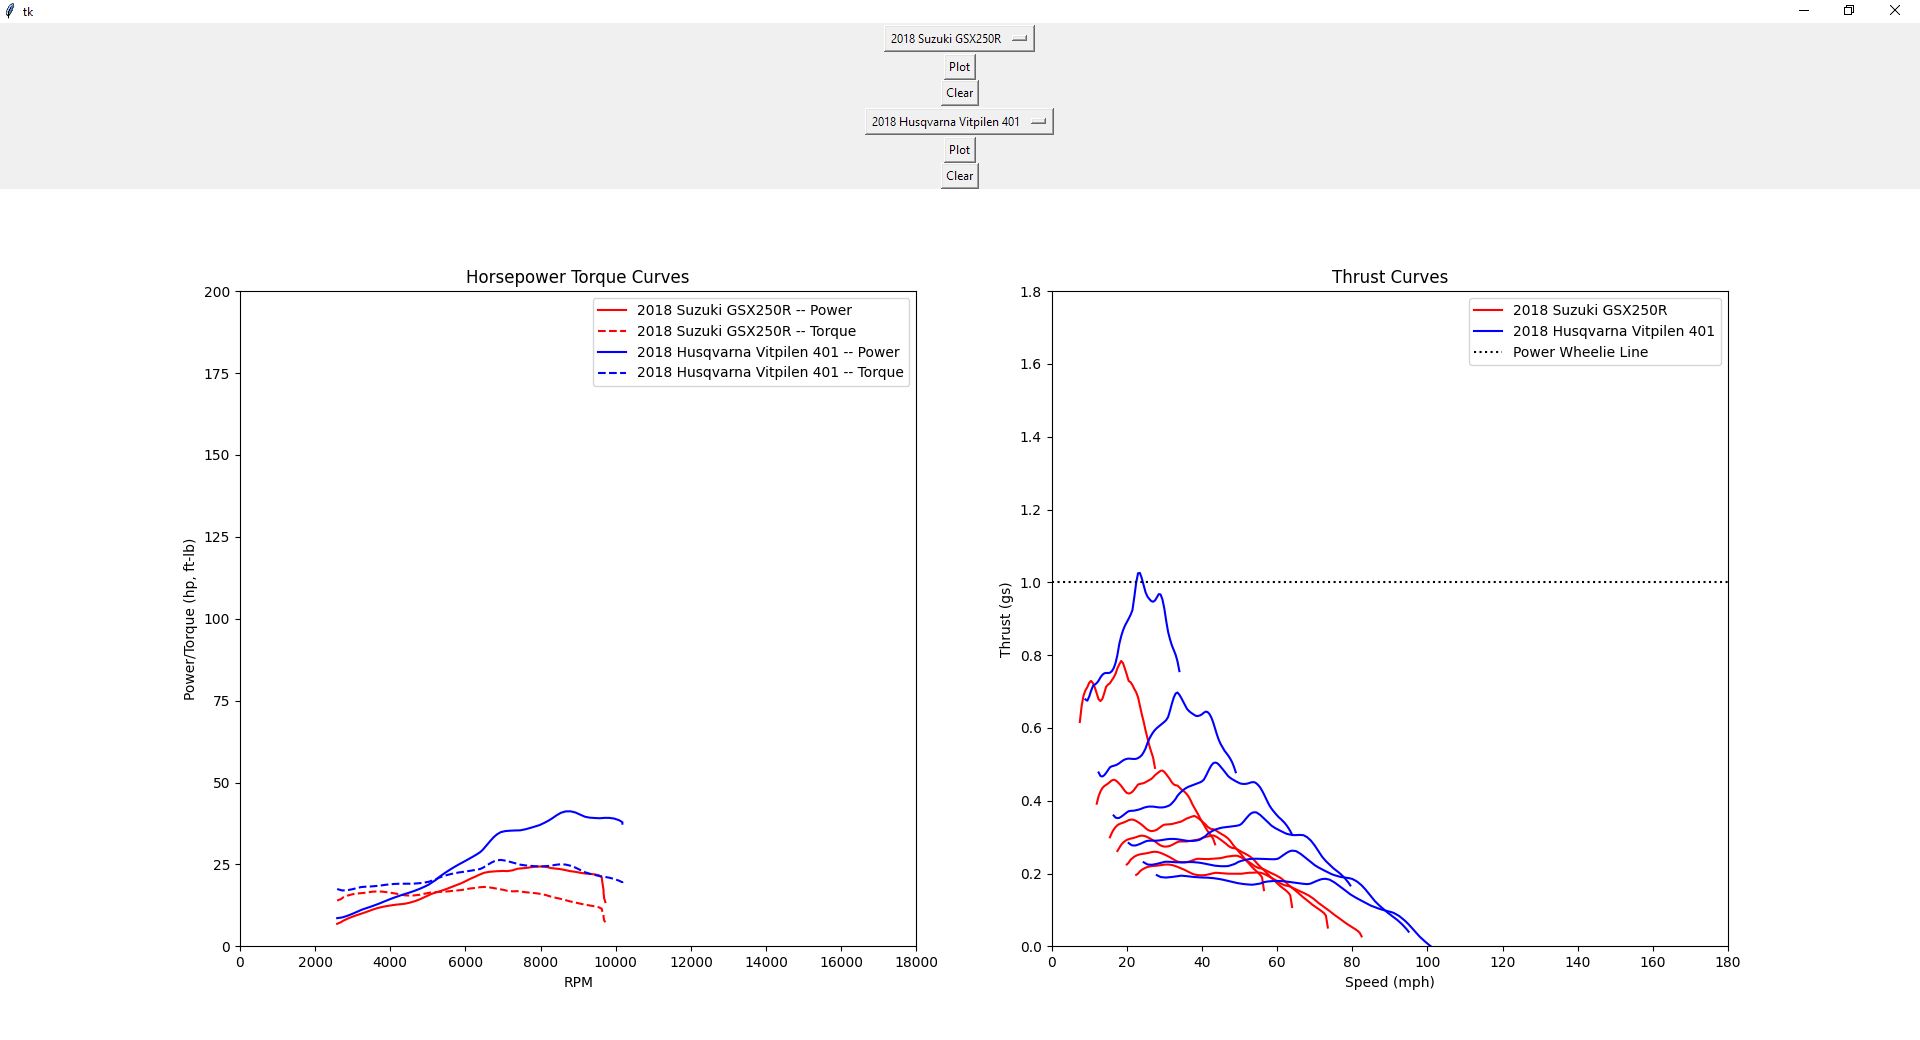 tk
2018 Suzuki GSX250R
Plot
Clear
2018 Husqvarna Vitpilen 401
Plot
Clear
Horsepower Torque Curves
200
175
150
125
100
75
50
25
0
Power/Torque (hp, ft-lb)
2018 Suzuki GSX250R -- Power
2018 Suzuki GSX250R -- Torque
2018 Husqvarna Vitpilen 401 -- Power
2018 Husqvarna Vitpilen 401 -- Torque
0 2000 4000 6000 8000 10000 12000 14000 16000 18000
RPM
Thrust Curves
1.8
1.6
1.4
1.2
1.0
0.8
0.6
0.4
0.2
0.0
Thrust (gs)
2018 Suzuki GSX250R
2018 Husqvarna Vitpilen 401
Power Wheelie Line
0 20 40 60 80 100 120 140 160 180
Speed (mph)